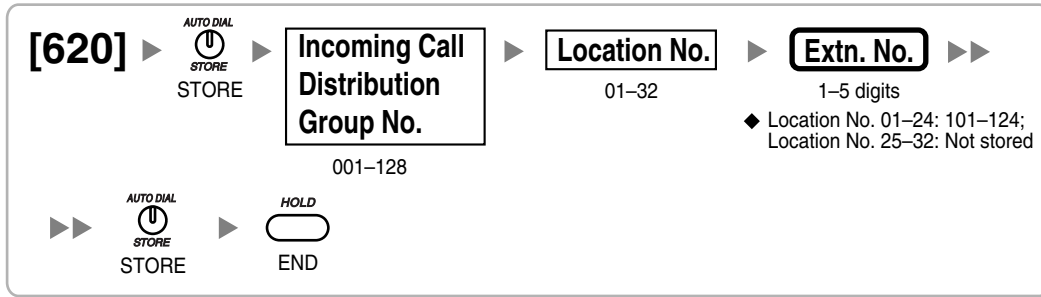 [620]
AUTO DIAL
STORE
STORE
Incoming Call
Distribution
Group No.
001–128
Location No.
01–32
Extn. No.
1–5 digits
◆ Location No. 01–24: 101–124;
Location No. 25–32: Not stored
AUTO DIAL
STORE
STORE
HOLD
END